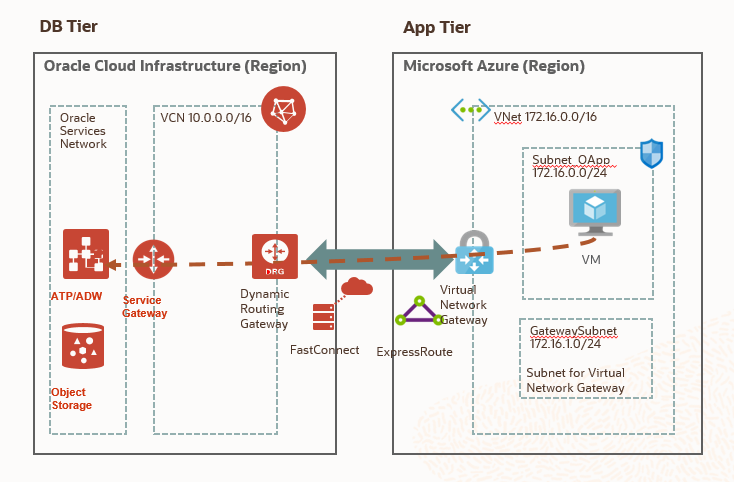 DB Tier
App Tier
Oracle Cloud Infrastructure (Region)
Microsoft Azure (Region)
Oracle
Services
Network
VCN 10.0.0.0/16
VNet 172.16.0.0/16
Subnet_OApp
172.16.0.0/24
VM
DRG
ATP/ADW
Service
Gateway
Dynamic
Routing
Gateway
Virtual
Network
Gateway
Object
Storage
FastConnect
ExpressRoute
GatewaySubnet
172.16.1.0/24
Subnet for Virtual
Network Gateway